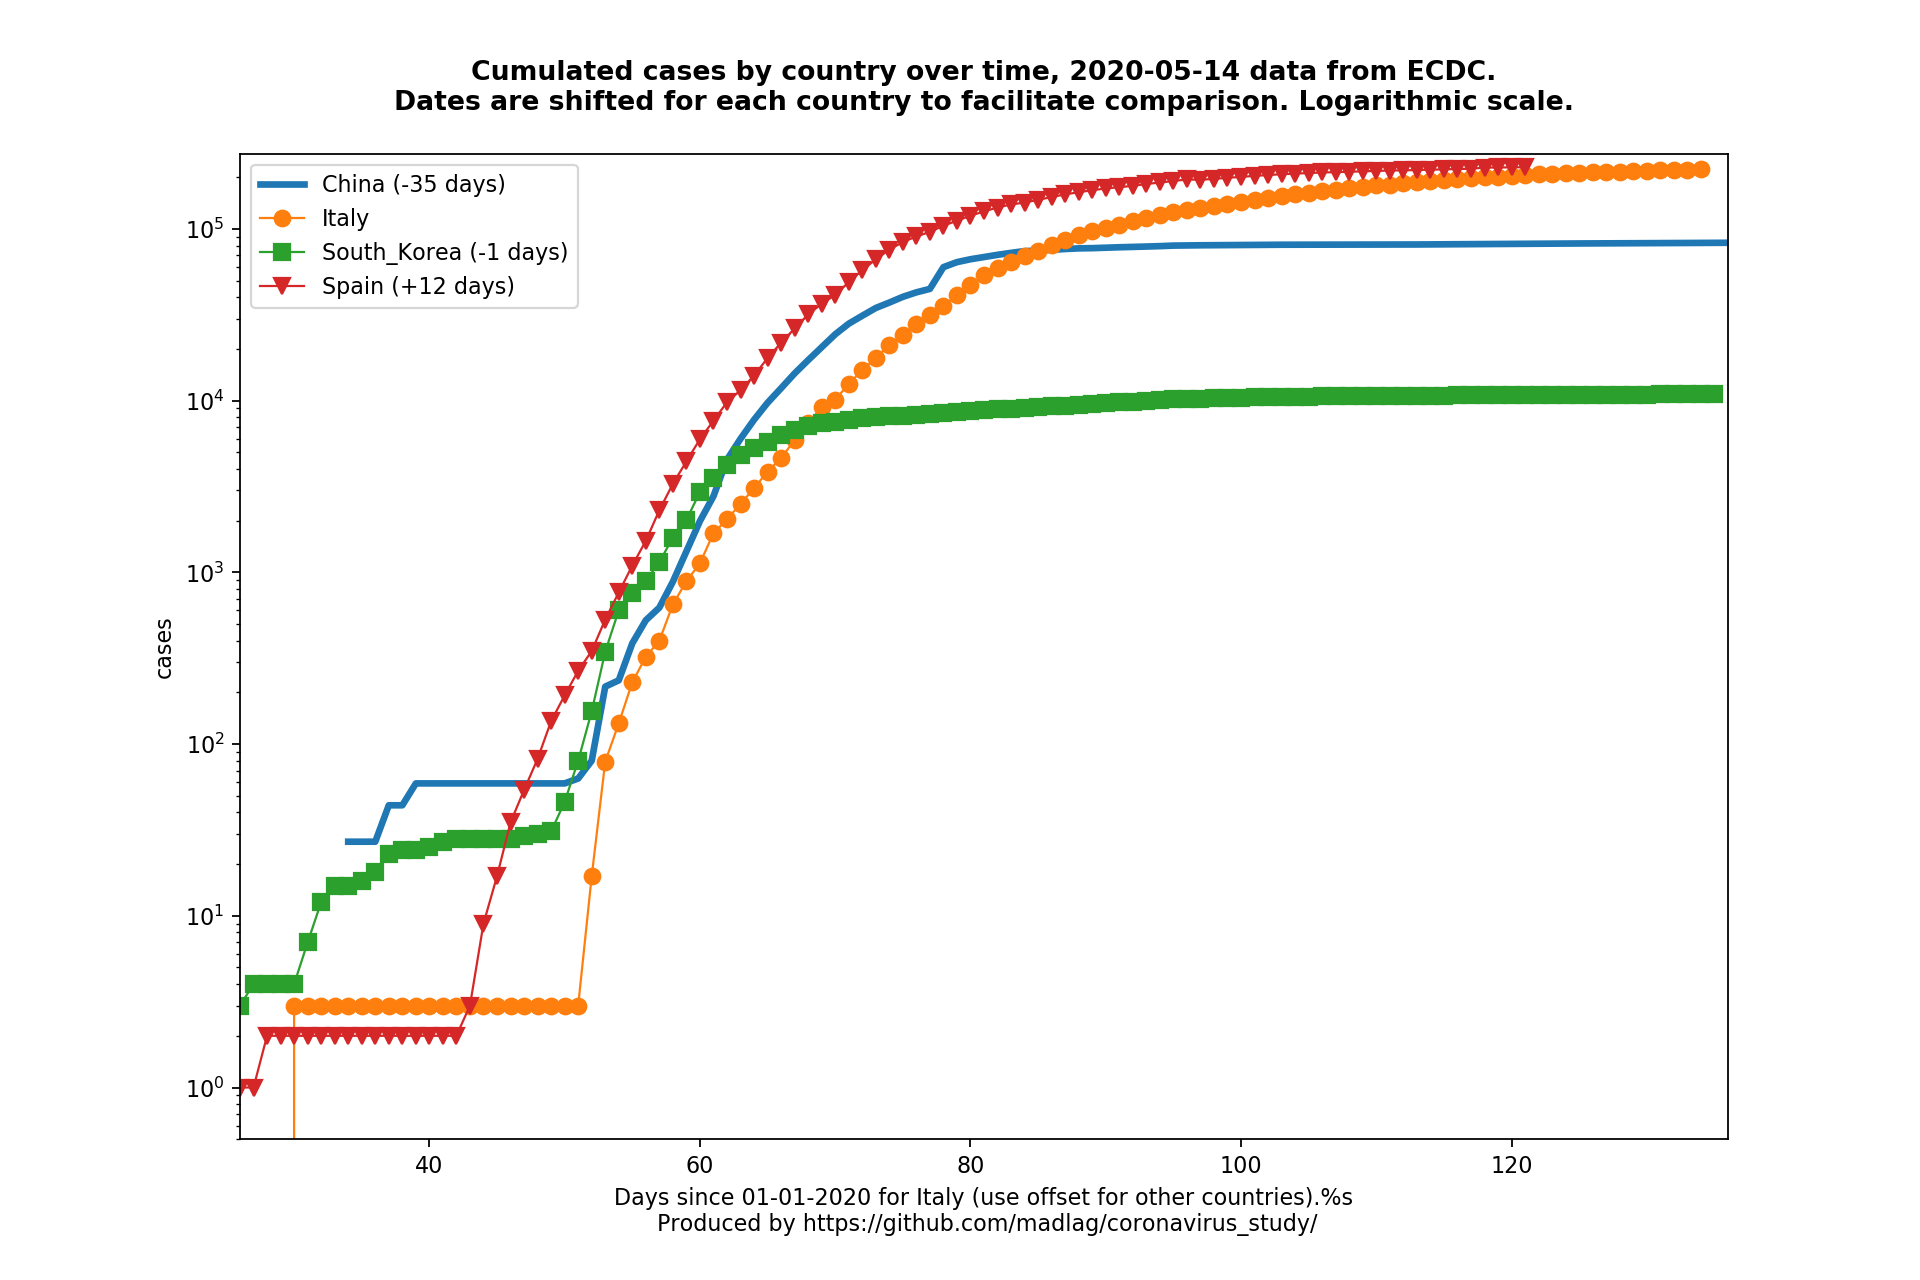 Cumulated cases by country over time, 2020-05-14 data from ECDC.
Dates are shifted for each country to facilitate comparison. Logarithmic scale.
China (-35 days)
Italy
South_Korea (-1 days)
Spain (+12 days)
10⁵
10⁴
10³
10²
10¹
10⁰
cases
40 60 80 100 120
Days since 01-01-2020 for Italy (use offset for other countries).%s
Produced by https://github.com/madlag/coronavirus_study/